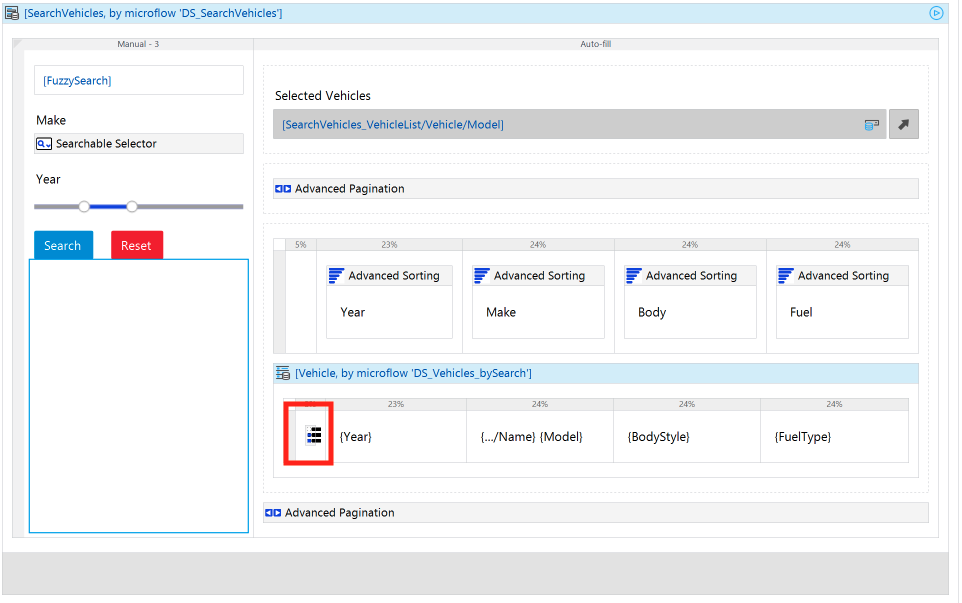 [SearchVehicles, by microflow 'DS_SearchVehicles']
Manual - 3
Auto-fill
[FuzzySearch]
Make
Searchable Selector
Year
Search
Reset
Selected Vehicles
[SearchVehicles_VehicleList/Vehicle/Model]
Advanced Pagination
5% 23% 24% 24% 24%
Advanced Sorting Advanced Sorting Advanced Sorting Advanced Sorting
Year Make Body Fuel
[Vehicle, by microflow 'DS_Vehicles_bySearch']
23% 24% 24% 24%
{Year} {.../Name} {Model} {BodyStyle} {FuelType}
Advanced Pagination